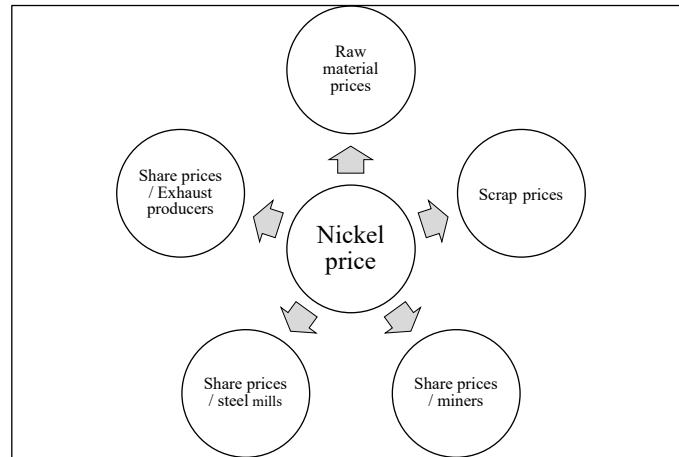 Raw
material
prices
Share prices
/ Exhaust
producers
Scrap prices
Nickel
price
Share prices
/ steel mills
Share prices
/ miners